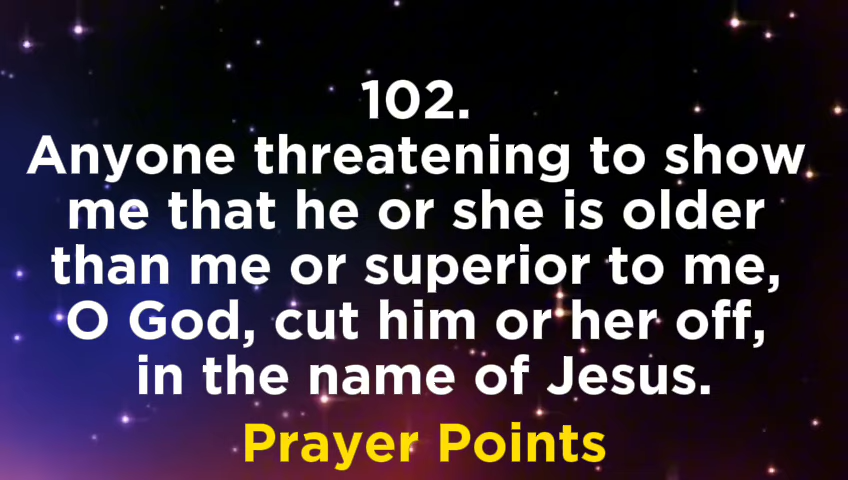 102.
Anyone threatening to show
me that he or she is older
than me or superior to me,
O God, cut him or her off,
in the name of Jesus.
Prayer Points